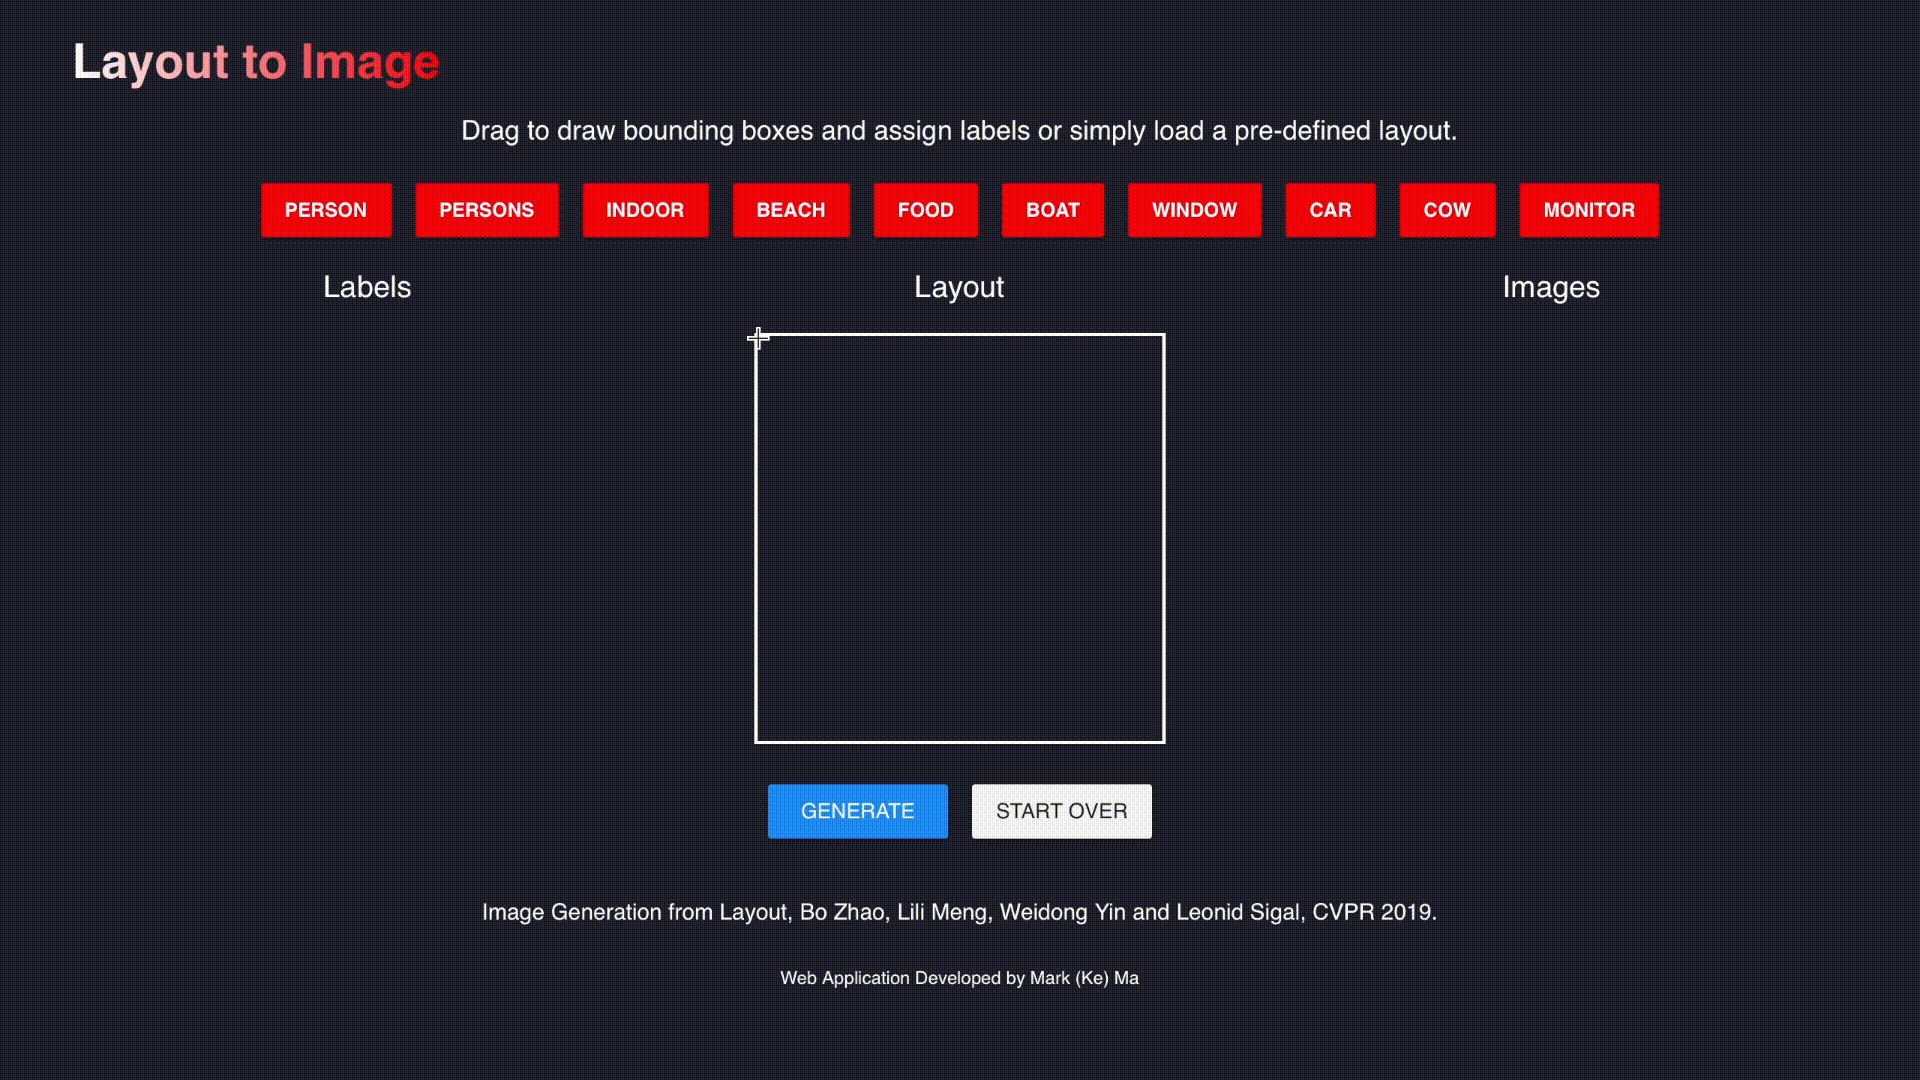 Layout to Image
Drag to draw bounding boxes and assign labels or simply load a pre-defined layout.
PERSON PERSONS INDOOR BEACH FOOD BOAT WINDOW CAR COW MONITOR
Labels Layout Images
GENERATE START OVER
Image Generation from Layout, Bo Zhao, Lili Meng, Weidong Yin and Leonid Sigal, CVPR 2019.
Web Application Developed by Mark (Ke) Ma